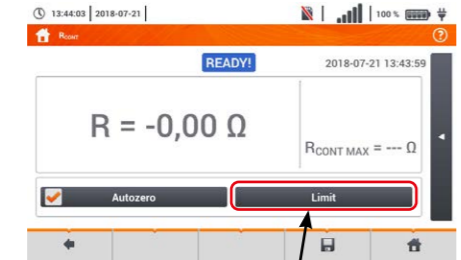 13:44:03 2018-07-21 100 %
RCONT
READY! 2018-07-21 13:43:59
R = -0,00 Ω
RCONT MAX = --- Ω
Autozero Limit